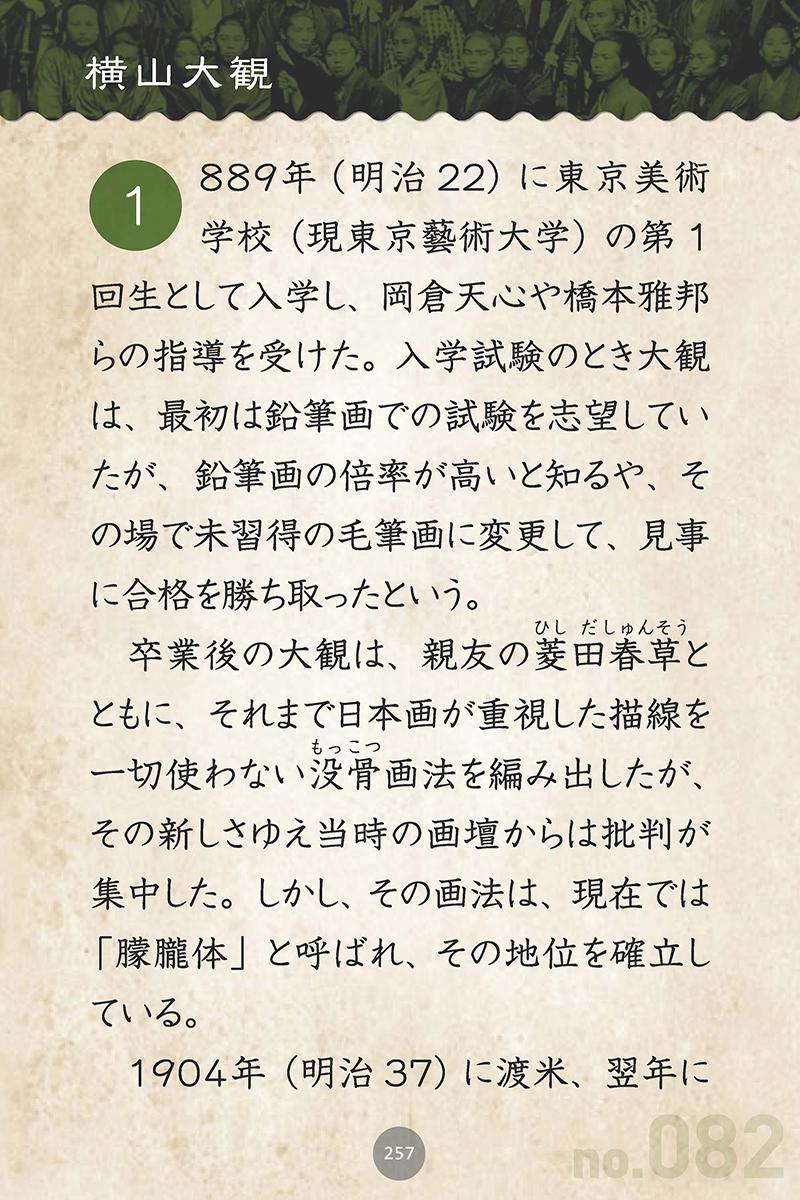 横山大観
1889年（明治22）に東京美術
学校（現東京藝術大学）の第1
回生として入学し、岡倉天心や橋本雅邦
らの指導を受けた。入学試験のとき大観
は、最初は鉛筆画での試験を志望してい
たが、鉛筆画の倍率が高いと知るや、そ
の場で未習得の毛筆画に変更して、見事
に合格を勝ち取ったという。
ひし だしゅんそう
卒業後の大観は、親友の菱田春草と
ともに、それまで日本画が重視した描線を
もっこつ
一切使わない没骨画法を編み出したが、
その新しさゆえ当時の画壇からは批判が
集中した。しかし、その画法は、現在では
「朦朧体」と呼ばれ、その地位を確立し
ている。
1904年（明治37）に渡米、翌年に
257
no.082